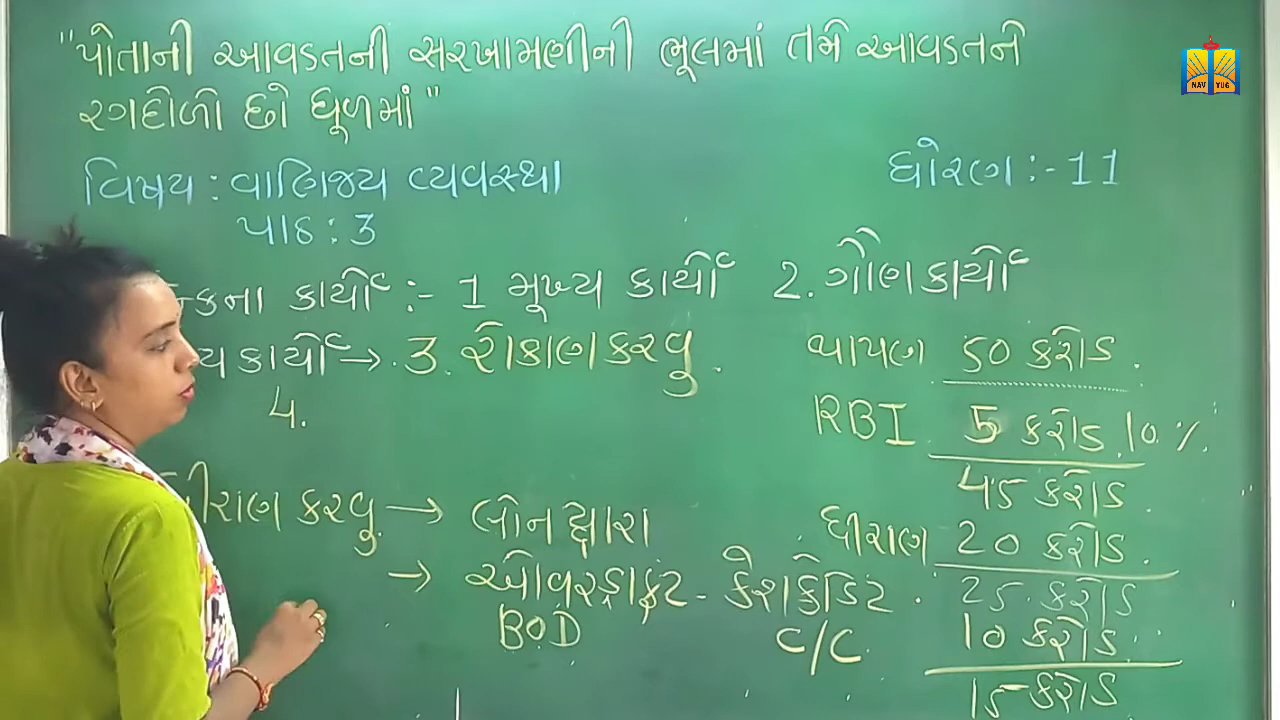 "પોતાની આવડતની સરખામણીની ભૂલમાં તમે આવડતને
રગદોળો છો ધૂળમાં"
વિષય : વાણિજ્ય વ્યવસ્થા
ધોરણ :- 11
પાઠ : 3
કના કાર્યો :- 1 મૂખ્ય કાર્યો 2. ગૌણ કાર્યો
ય કાર્યો → 3. રોકાણ કરવુ.
4.
થાપણ 50 કરોડ.
RBI 5 કરોડ 10 %
45 કરોડ
ીરાણ કરવુ → લોન દ્વારા
ધીરાણ 20 કરોડ.
→ ઓવરડ્રાફ્ટ - કેશક્રેડિટ.
25 કરોડ
BOD C/C
10 કરોડ
15 કરોડ
NAV YUG